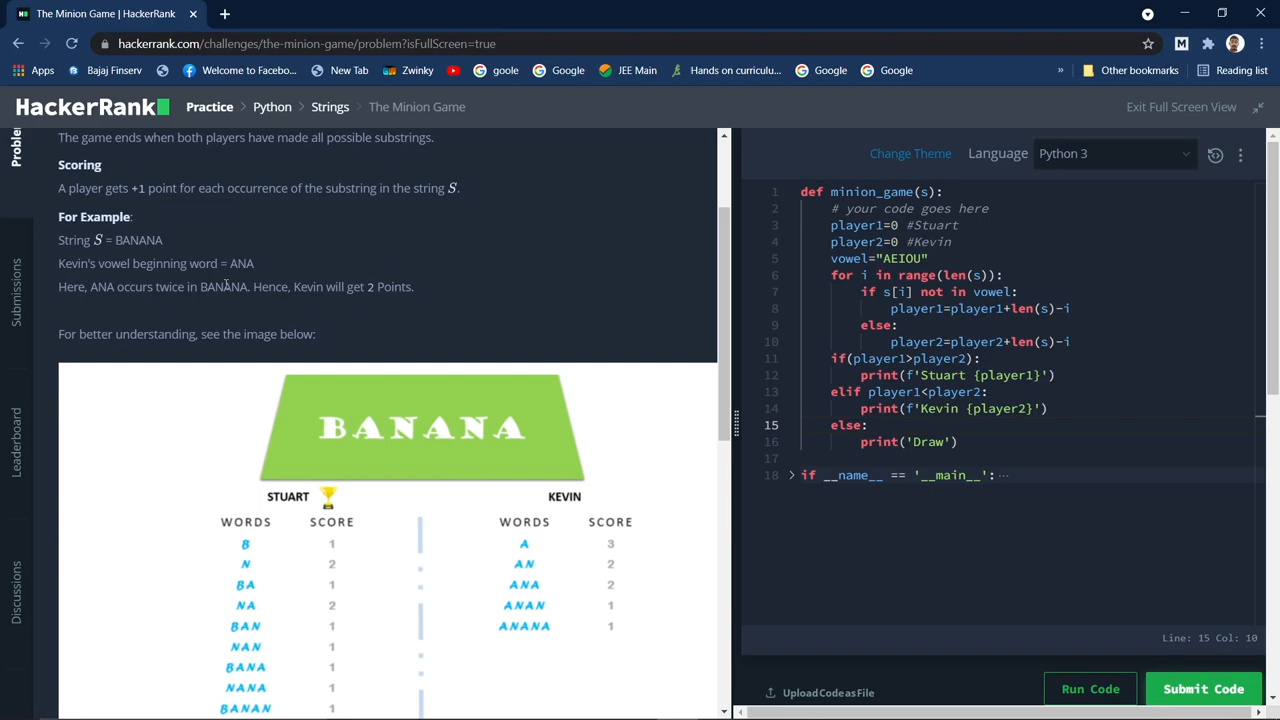 The Minion Game | HackerRank
hackerrank.com/challenges/the-minion-game/problem?isFullScreen=true
Apps Bajaj Finserv Welcome to Facebo... New Tab Zwinky goole Google JEE Main Hands on curriculu... Google Google » Other bookmarks Reading list
HackerRank Practice Python Strings The Minion Game Exit Full Screen View
Proble
Submissions
Leaderboard
Discussions
The game ends when both players have made all possible substrings.
Scoring
A player gets +1 point for each occurrence of the substring in the string S.
For Example:
String S = BANANA
Kevin's vowel beginning word = ANA
Here, ANA occurs twice in BANANA. Hence, Kevin will get 2 Points.
For better understanding, see the image below:
BANANA
STUART KEVIN
WORDS SCORE WORDS SCORE
B 1 A 3
N 2 AN 2
BA 1 ANA 2
NA 2 ANAN 1
BAN 1 ANANA 1
NAN 1
BANA 1
NANA 1
BANAN 1
Change Theme Language Python 3
1 def minion_game(s):
2 # your code goes here
3 player1=0 #Stuart
4 player2=0 #Kevin
5 vowel="AEIOU"
6 for i in range(len(s)):
7 if s[i] not in vowel:
8 player1=player1+len(s)-i
9 else:
10 player2=player2+len(s)-i
11 if(player1>player2):
12 print(f'Stuart {player1}')
13 elif player1<player2:
14 print(f'Kevin {player2}')
15 else:
16 print('Draw')
17
18 > if __name__ == '__main__':
Line: 15 Col: 10
Upload Code as File Run Code Submit Code